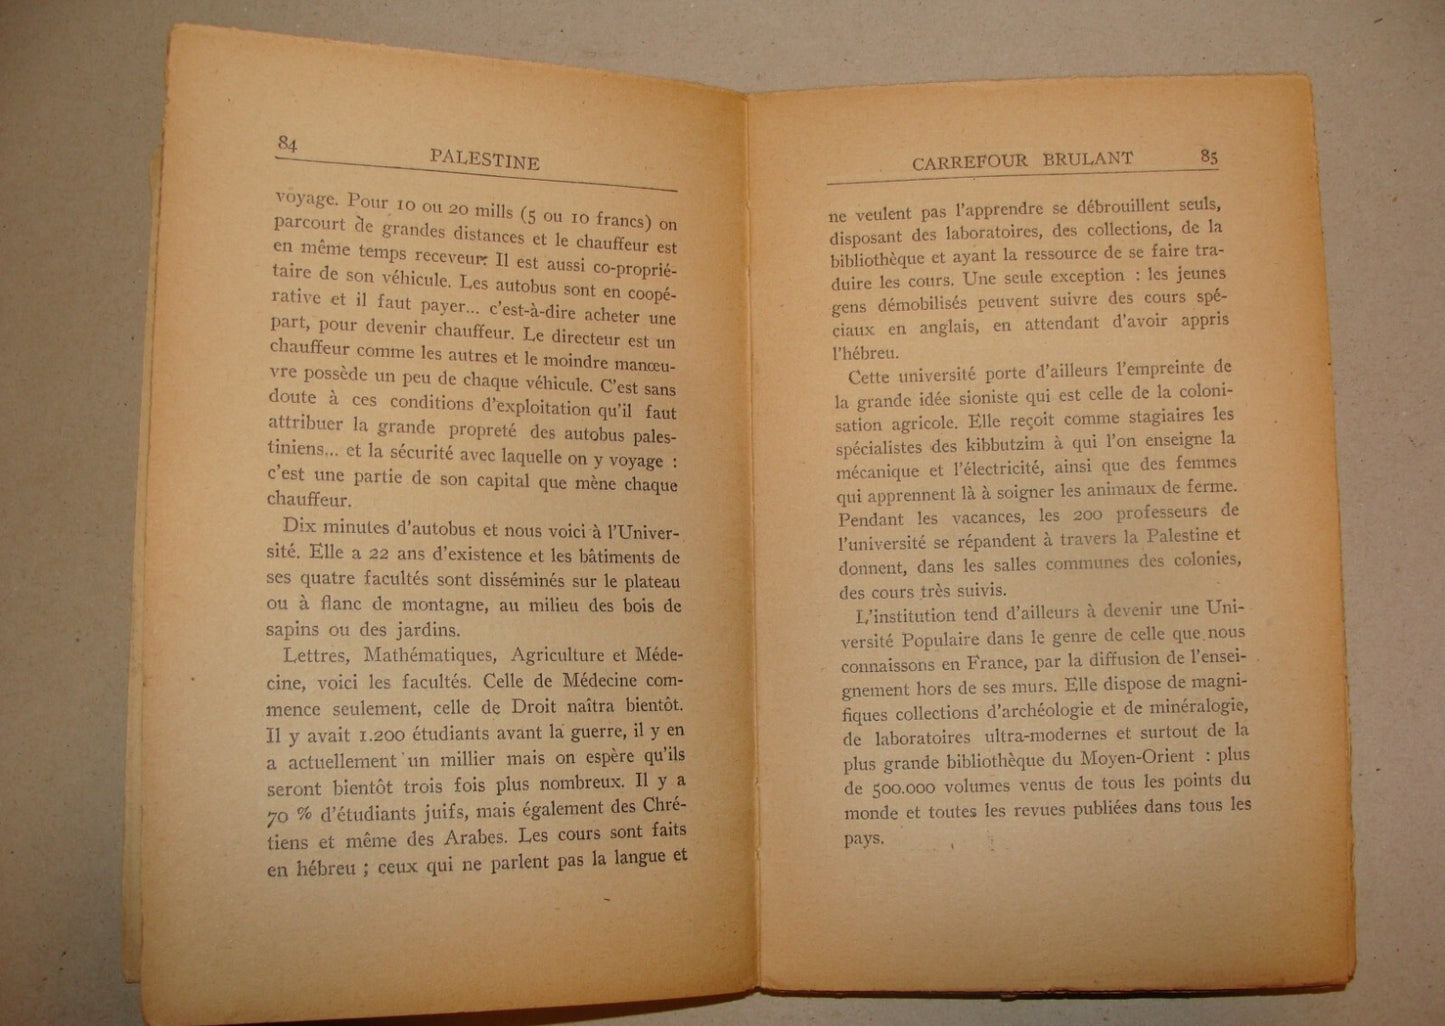 84
PALESTINE
voyage. Pour 10 ou 20 mills (5 ou 10 francs) on
parcourt de grandes distances et le chauffeur est
en même temps receveur. Il est aussi co-proprié-
taire de son véhicule. Les autobus sont en coopé-
rative et il faut payer... c'est-à-dire acheter une
part, pour devenir chauffeur. Le directeur est un
chauffeur comme les autres et le moindre manœu-
vre possède un peu de chaque véhicule. C'est sans
doute à ces conditions d'exploitation qu'il faut
attribuer la grande propreté des autobus pales-
tiniens... et la sécurité avec laquelle on y voyage :
c'est une partie de son capital que mène chaque
chauffeur.
Dix minutes d'autobus et nous voici à l'Univer-
sité. Elle a 22 ans d'existence et les bâtiments de
ses quatre facultés sont disséminés sur le plateau
ou à flanc de montagne, au milieu des bois de
sapins ou des jardins.
Lettres, Mathématiques, Agriculture et Méde-
cine, voici les facultés. Celle de Médecine com-
mence seulement, celle de Droit naîtra bientôt.
Il y avait 1.200 étudiants avant la guerre, il y en
a actuellement un millier mais on espère qu'ils
seront bientôt trois fois plus nombreux. Il y a
70 % d'étudiants juifs, mais également des Chré-
tiens et même des Arabes. Les cours sont faits
en hébreu ; ceux qui ne parlent pas la langue et
CARREFOUR BRULANT
85
ne veulent pas l'apprendre se débrouillent seuls,
disposant des laboratoires, des collections, de la
bibliothèque et ayant la ressource de se faire tra-
duire les cours. Une seule exception : les jeunes
gens démobilisés peuvent suivre des cours spé-
ciaux en anglais, en attendant d'avoir appris
l'hébreu.
Cette université porte d'ailleurs l'empreinte de
la grande idée sioniste qui est celle de la coloni-
sation agricole. Elle reçoit comme stagiaires les
spécialistes des kibbutzim à qui l'on enseigne la
mécanique et l'électricité, ainsi que des femmes
qui apprennent là à soigner les animaux de ferme.
Pendant les vacances, les 200 professeurs de
l'université se répandent à travers la Palestine et
donnent, dans les salles communes des colonies,
des cours très suivis.
L'institution tend d'ailleurs à devenir une Uni-
versité Populaire dans le genre de celle que nous
connaissons en France, par la diffusion de l'ensei-
gnement hors de ses murs. Elle dispose de magni-
fiques collections d'archéologie et de minéralogie,
de laboratoires ultra-modernes et surtout de la
plus grande bibliothèque du Moyen-Orient : plus
de 500.000 volumes venus de tous les points du
monde et toutes les revues publiées dans tous les
pays.